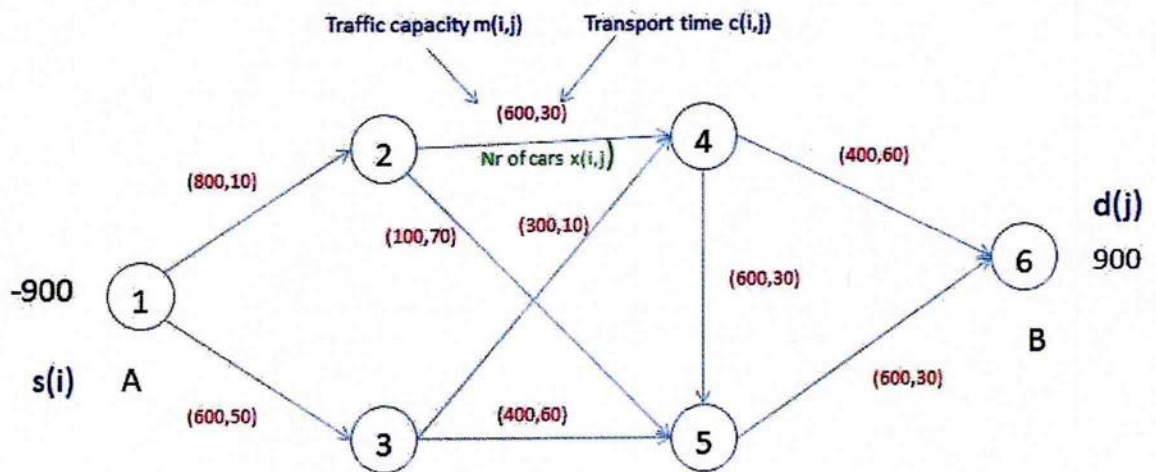 Traffic capacity m(i,j) Transport time c(i,j)
(600,30)
2 4
Nr of cars x(i,j)
(800,10) (400,60)
(100,70) (300,10) d(j)
-900 1 (600,30) 6 900
s(i) A B
(600,50) (400,60) (600,30)
3 5